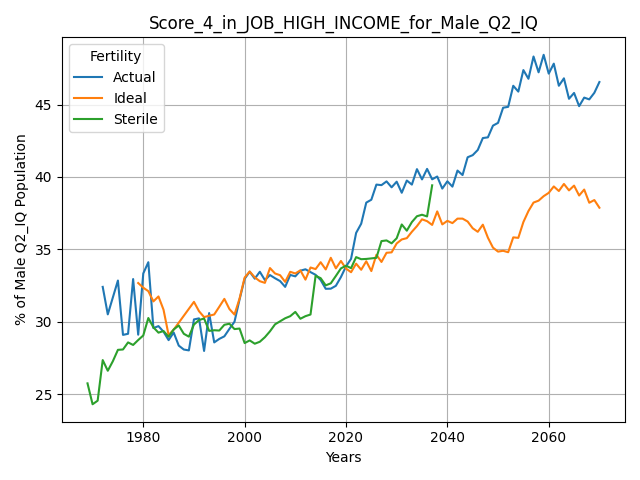 Score_4_in_JOB_HIGH_INCOME_for_Male_Q2_IQ
Fertility
Actual
Ideal
Sterile
% of Male Q2_IQ Population
45
40
35
30
25
1980
2000
2020
2040
2060
Years